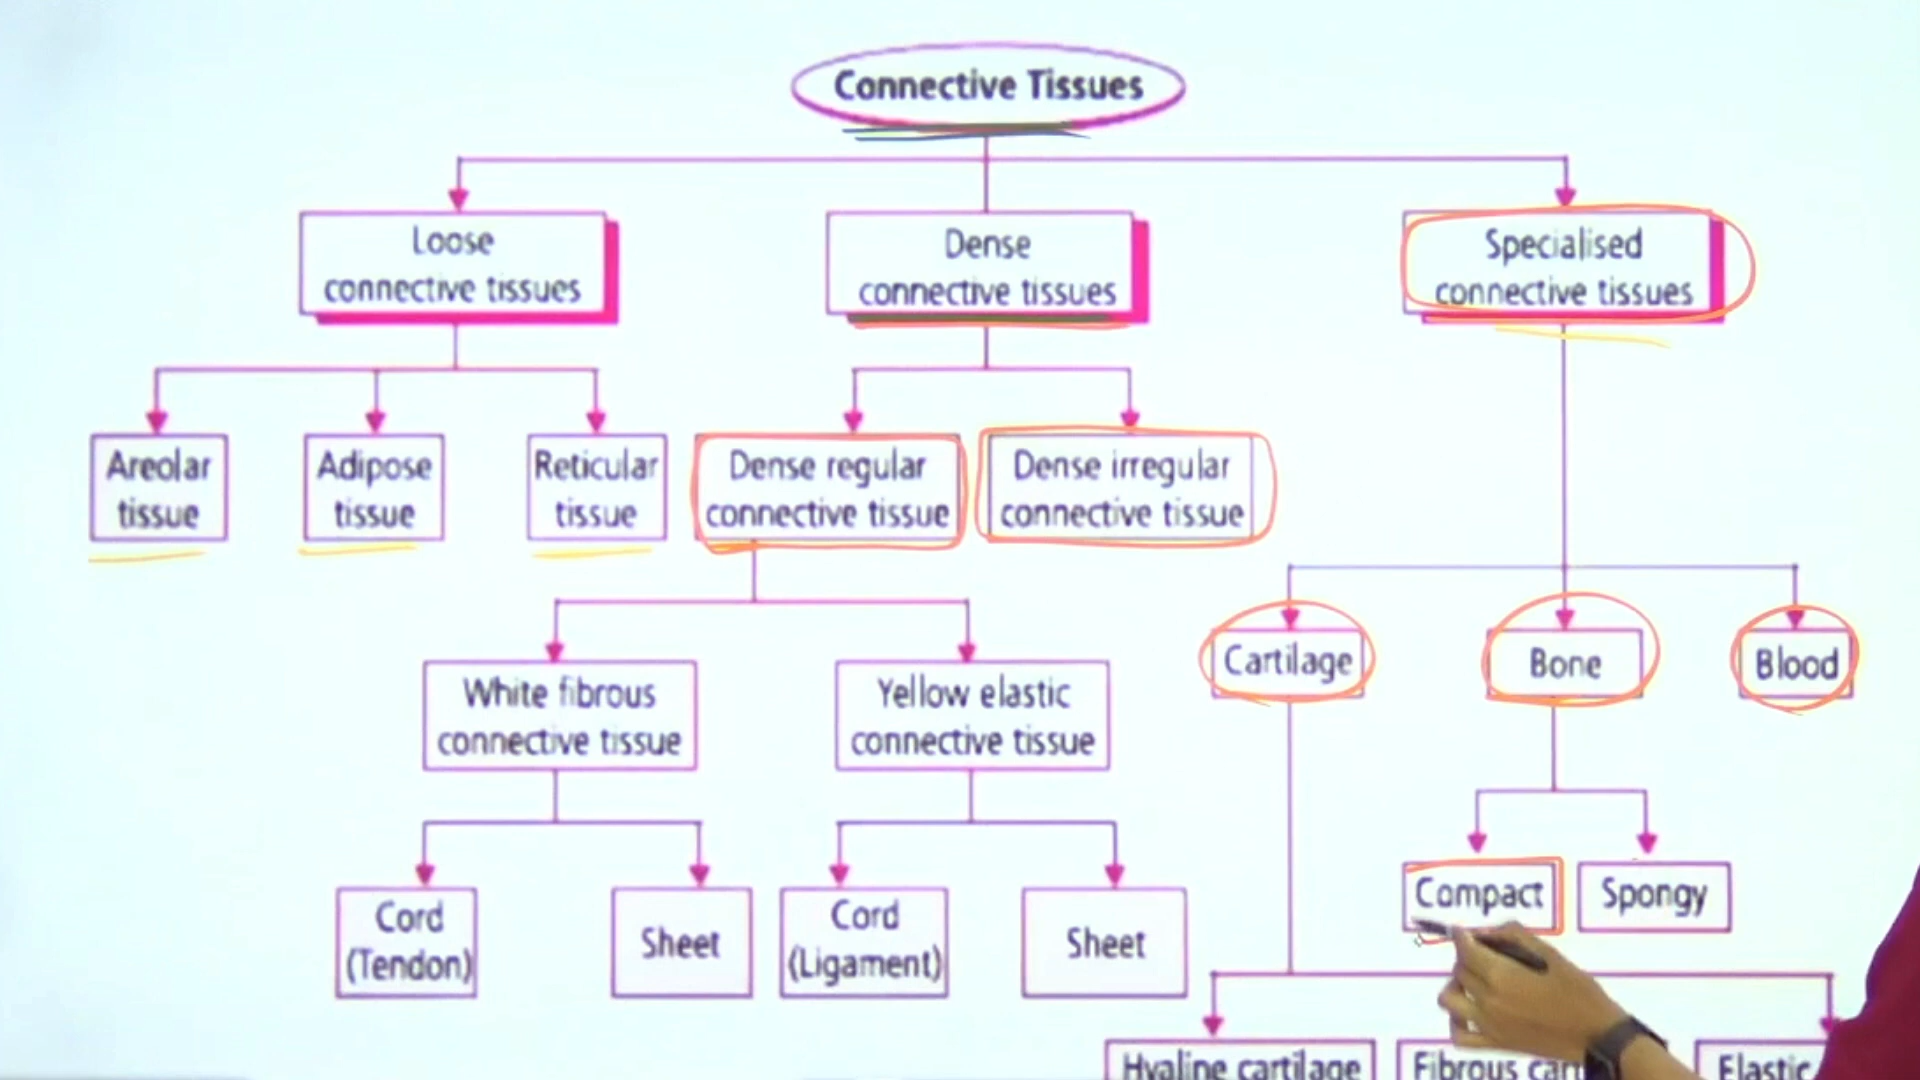 Connective Tissues
Loose
connective tissues
Dense
connective tissues
Specialised
connective tissues
Areolar
tissue
Adipose
tissue
Reticular
tissue
Dense regular
connective tissue
Dense irregular
connective tissue
Cartilage
Bone
Blood
White fibrous
connective tissue
Yellow elastic
connective tissue
Compact
Spongy
Cord
(Tendon)
Sheet
Cord
(Ligament)
Sheet
Hyaline cartilage
Fibrous
Elastic